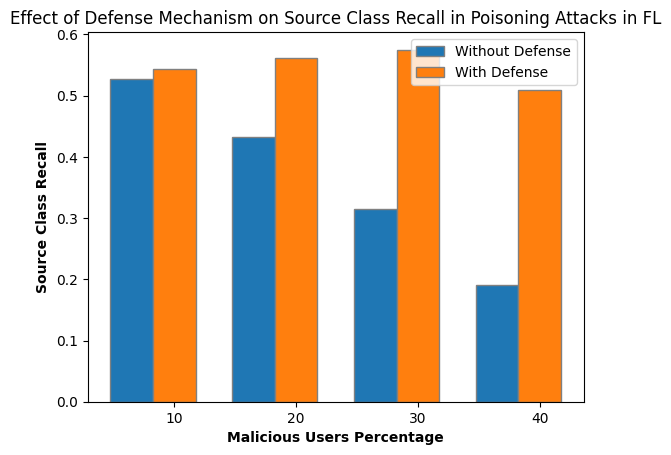 Effect of Defense Mechanism on Source Class Recall in Poisoning Attacks in FL
Without Defense
With Defense
Source Class Recall
0.6
0.5
0.4
0.3
0.2
0.1
0.0
10 20 30 40
Malicious Users Percentage